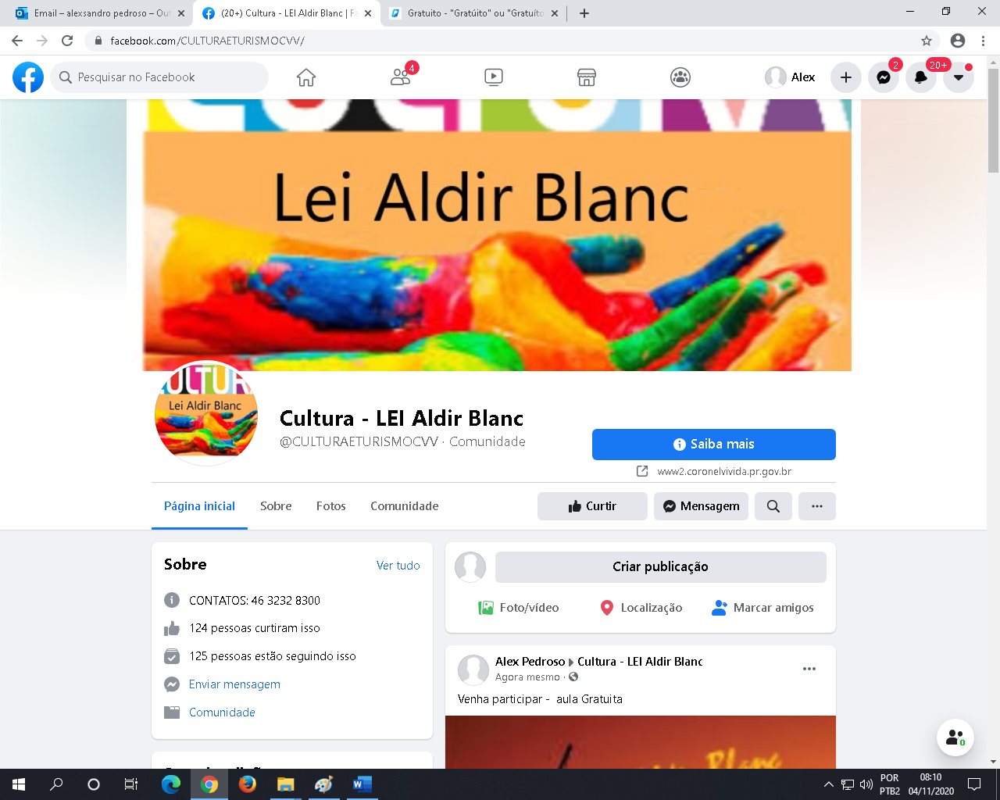 Email – alexsandro pedroso – Out
(20+) Cultura - LEI Aldir Blanc | Fa
Gratuito - "Gratúito" ou "Gratuíto
facebook.com/CULTURAETURISMOCVV/
Pesquisar no Facebook
4
Alex
2
20+
CULTURA
Lei Aldir Blanc
ULTUR
Lei Aldir Blanc
Cultura - LEI Aldir Blanc
@CULTURAETURISMOCVV · Comunidade
Saiba mais
www2.coronelvivida.pr.gov.br
Página inicial
Sobre
Fotos
Comunidade
Curtir
Mensagem
Sobre
Ver tudo
CONTATOS: 46 3232 8300
124 pessoas curtiram isso
125 pessoas estão seguindo isso
Enviar mensagem
Comunidade
Criar publicação
Foto/vídeo
Localização
Marcar amigos
Alex Pedroso Cultura - LEI Aldir Blanc
Agora mesmo ·
Venha participar - aula Gratuita
Blanc
0
POR
PTB2
08:10
04/11/2020